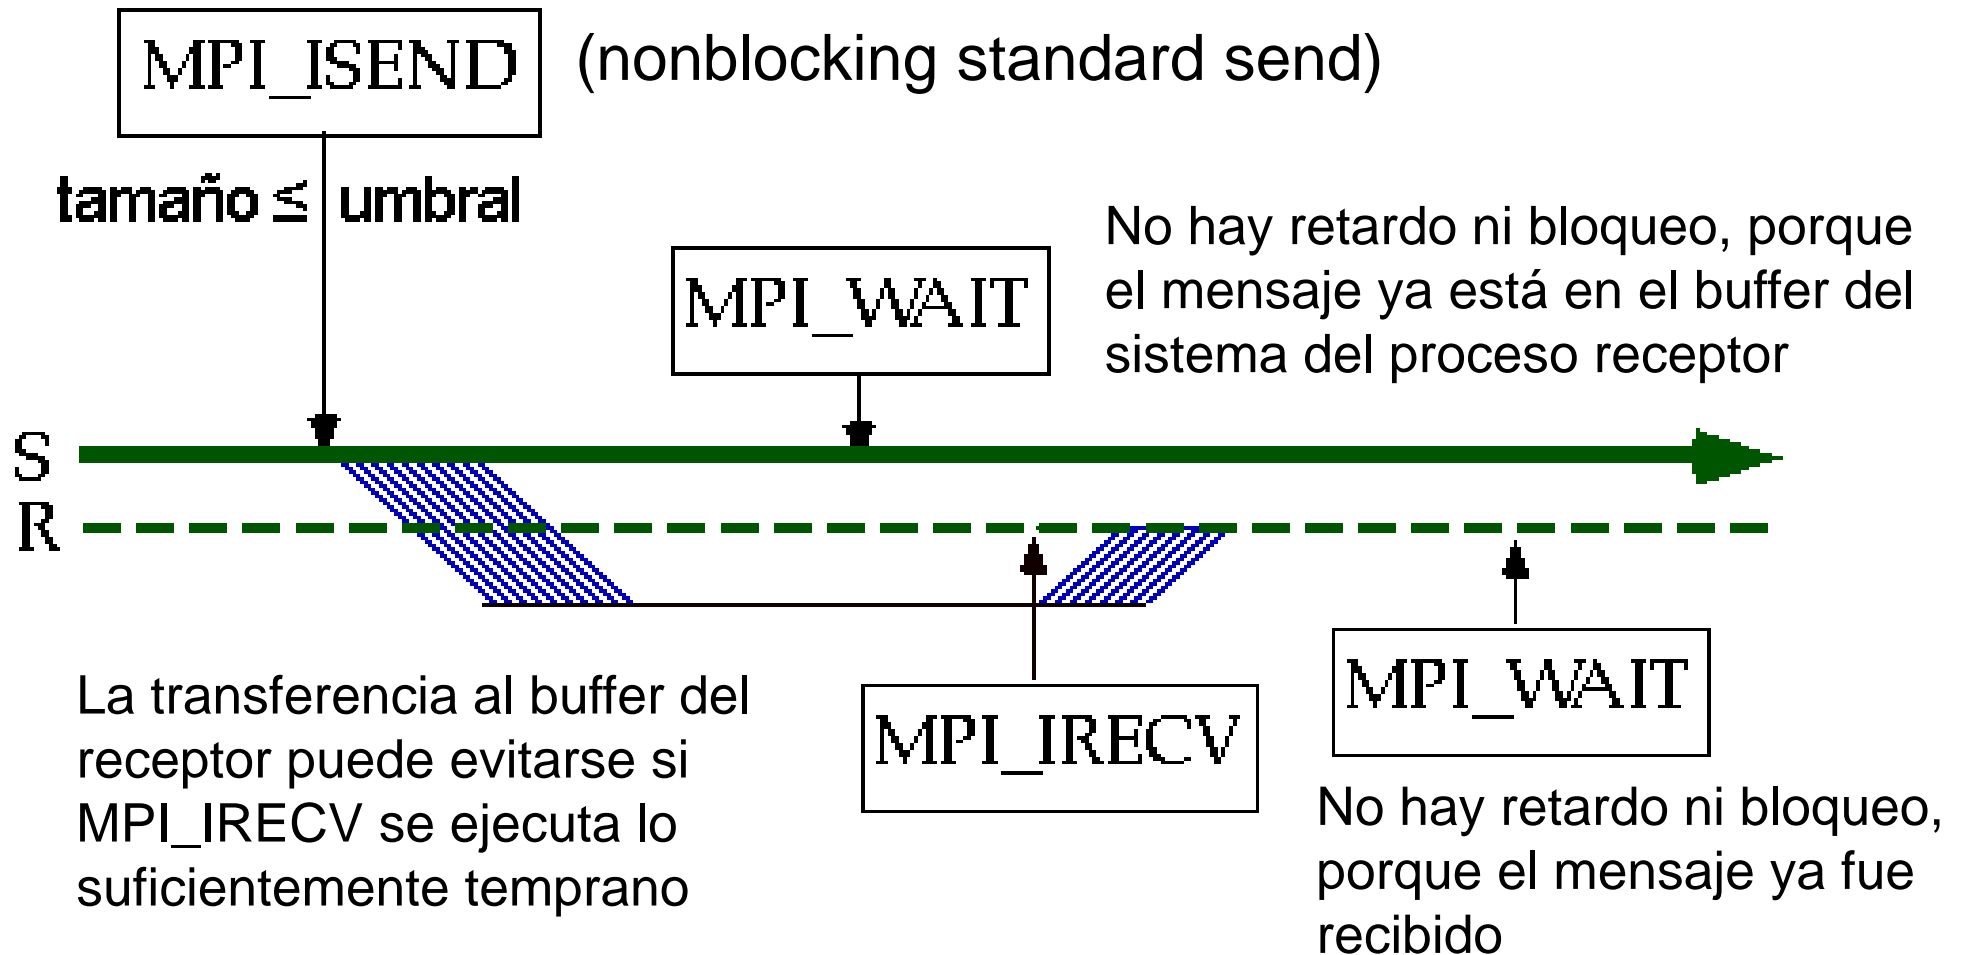 MPI_ISEND (nonblocking standard send)
tamaño ≤ umbral
MPI_WAIT
No hay retardo ni bloqueo, porque
el mensaje ya está en el buffer del
sistema del proceso receptor
S
R
La transferencia al buffer del
receptor puede evitarse si
MPI_IRECV se ejecuta lo
suficientemente temprano
MPI_IRECV
MPI_WAIT
No hay retardo ni bloqueo,
porque el mensaje ya fue
recibido